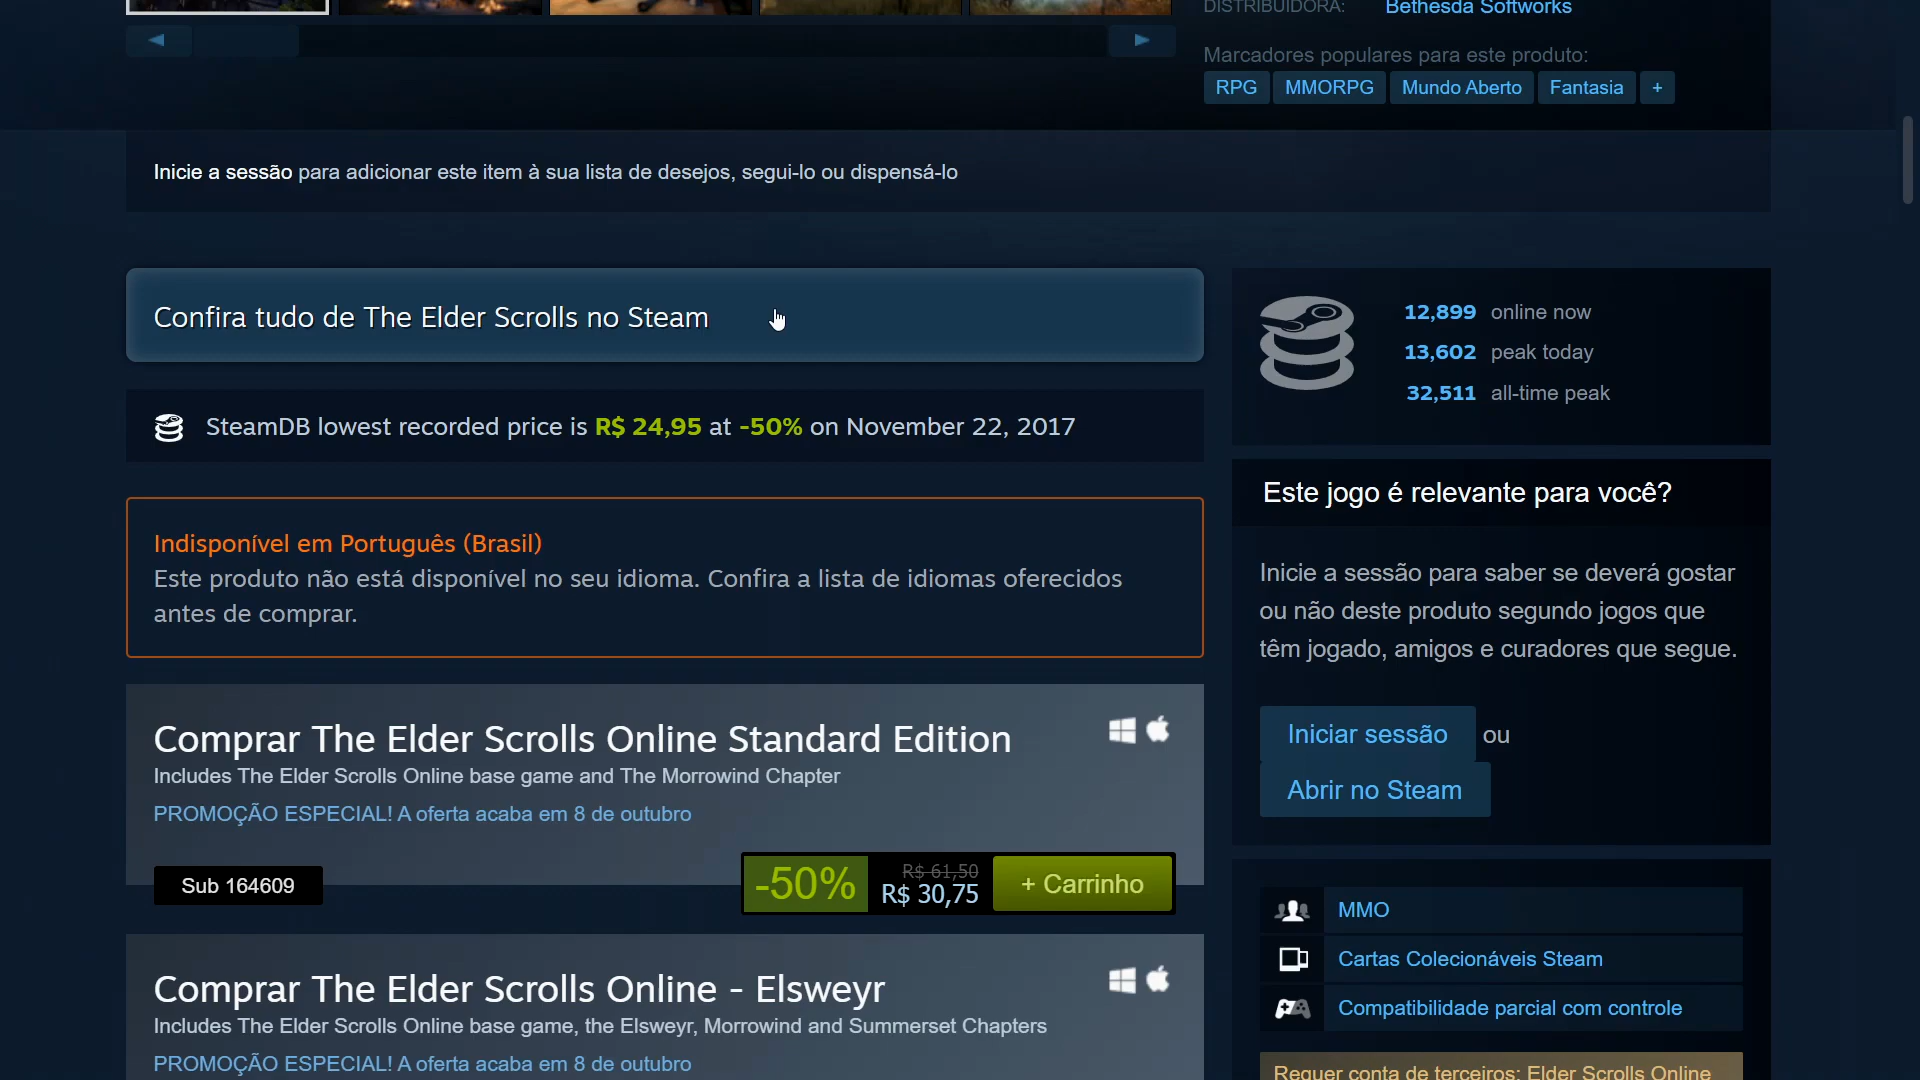 DISTRIBUIDORA: Bethesda Softworks
Marcadores populares para este produto:
RPG MMORPG Mundo Aberto Fantasia +
Inicie a sessão para adicionar este item à sua lista de desejos, segui-lo ou dispensá-lo
Confira tudo de The Elder Scrolls no Steam
12,899 online now
13,602 peak today
32,511 all-time peak
SteamDB lowest recorded price is R$ 24,95 at -50% on November 22, 2017
Este jogo é relevante para você?
Inicie a sessão para saber se deverá gostar
ou não deste produto segundo jogos que
têm jogado, amigos e curadores que segue.
Iniciar sessão ou
Abrir no Steam
Indisponível em Português (Brasil)
Este produto não está disponível no seu idioma. Confira a lista de idiomas oferecidos
antes de comprar.
Comprar The Elder Scrolls Online Standard Edition
Includes The Elder Scrolls Online base game and The Morrowind Chapter
PROMOÇÃO ESPECIAL! A oferta acaba em 8 de outubro
Sub 164609
-50%
R$ 61,50
R$ 30,75
+ Carrinho
MMO
Cartas Colecionáveis Steam
Compatibilidade parcial com controle
Requer conta de terceiros: Elder Scrolls Online
Comprar The Elder Scrolls Online - Elsweyr
Includes The Elder Scrolls Online base game, the Elsweyr, Morrowind and Summerset Chapters
PROMOÇÃO ESPECIAL! A oferta acaba em 8 de outubro